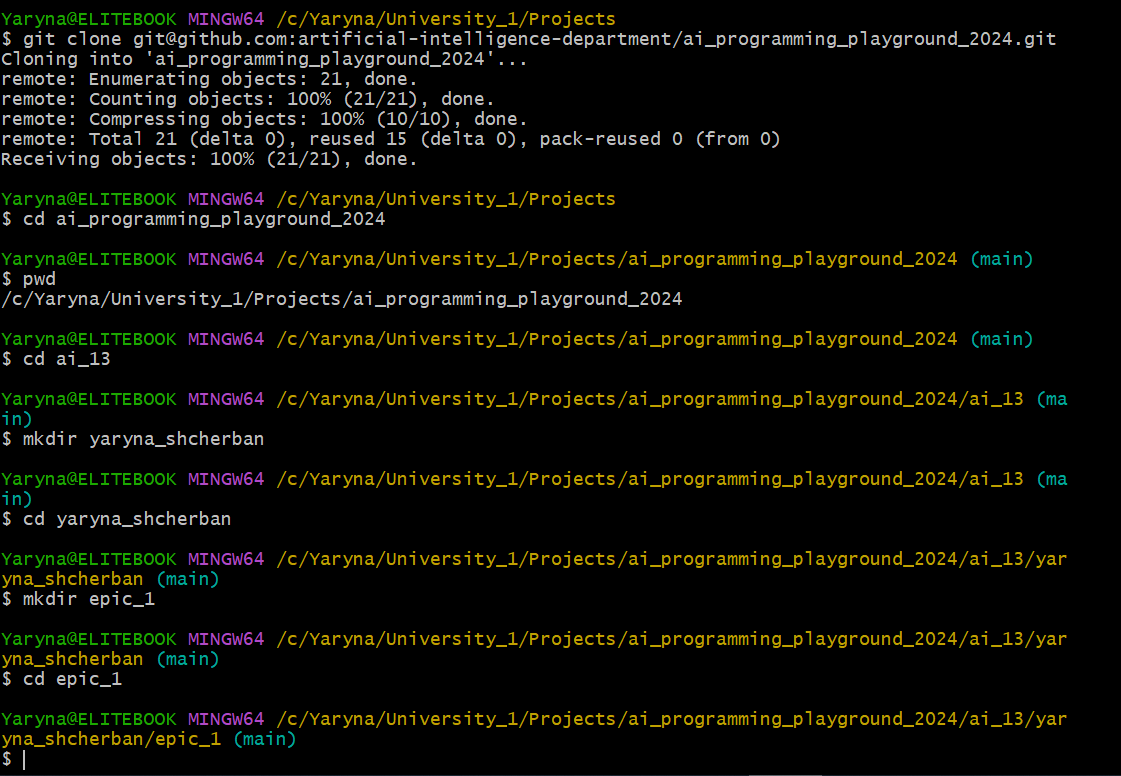 Yaryna@ELITEBOOK MINGW64 /c/Yaryna/University_1/Projects
$ git clone git@github.com:artificial-intelligence-department/ai_programming_playground_2024.git
Cloning into 'ai_programming_playground_2024'...
remote: Enumerating objects: 21, done.
remote: Counting objects: 100% (21/21), done.
remote: Compressing objects: 100% (10/10), done.
remote: Total 21 (delta 0), reused 15 (delta 0), pack-reused 0 (from 0)
Receiving objects: 100% (21/21), done.
Yaryna@ELITEBOOK MINGW64 /c/Yaryna/University_1/Projects
$ cd ai_programming_playground_2024
Yaryna@ELITEBOOK MINGW64 /c/Yaryna/University_1/Projects/ai_programming_playground_2024 (main)
$ pwd
/c/Yaryna/University_1/Projects/ai_programming_playground_2024
Yaryna@ELITEBOOK MINGW64 /c/Yaryna/University_1/Projects/ai_programming_playground_2024 (main)
$ cd ai_13
Yaryna@ELITEBOOK MINGW64 /c/Yaryna/University_1/Projects/ai_programming_playground_2024/ai_13 (ma
in)
$ mkdir yaryna_shcherban
Yaryna@ELITEBOOK MINGW64 /c/Yaryna/University_1/Projects/ai_programming_playground_2024/ai_13 (ma
in)
$ cd yaryna_shcherban
Yaryna@ELITEBOOK MINGW64 /c/Yaryna/University_1/Projects/ai_programming_playground_2024/ai_13/yar
yna_shcherban (main)
$ mkdir epic_1
Yaryna@ELITEBOOK MINGW64 /c/Yaryna/University_1/Projects/ai_programming_playground_2024/ai_13/yar
yna_shcherban (main)
$ cd epic_1
Yaryna@ELITEBOOK MINGW64 /c/Yaryna/University_1/Projects/ai_programming_playground_2024/ai_13/yar
yna_shcherban/epic_1 (main)
$